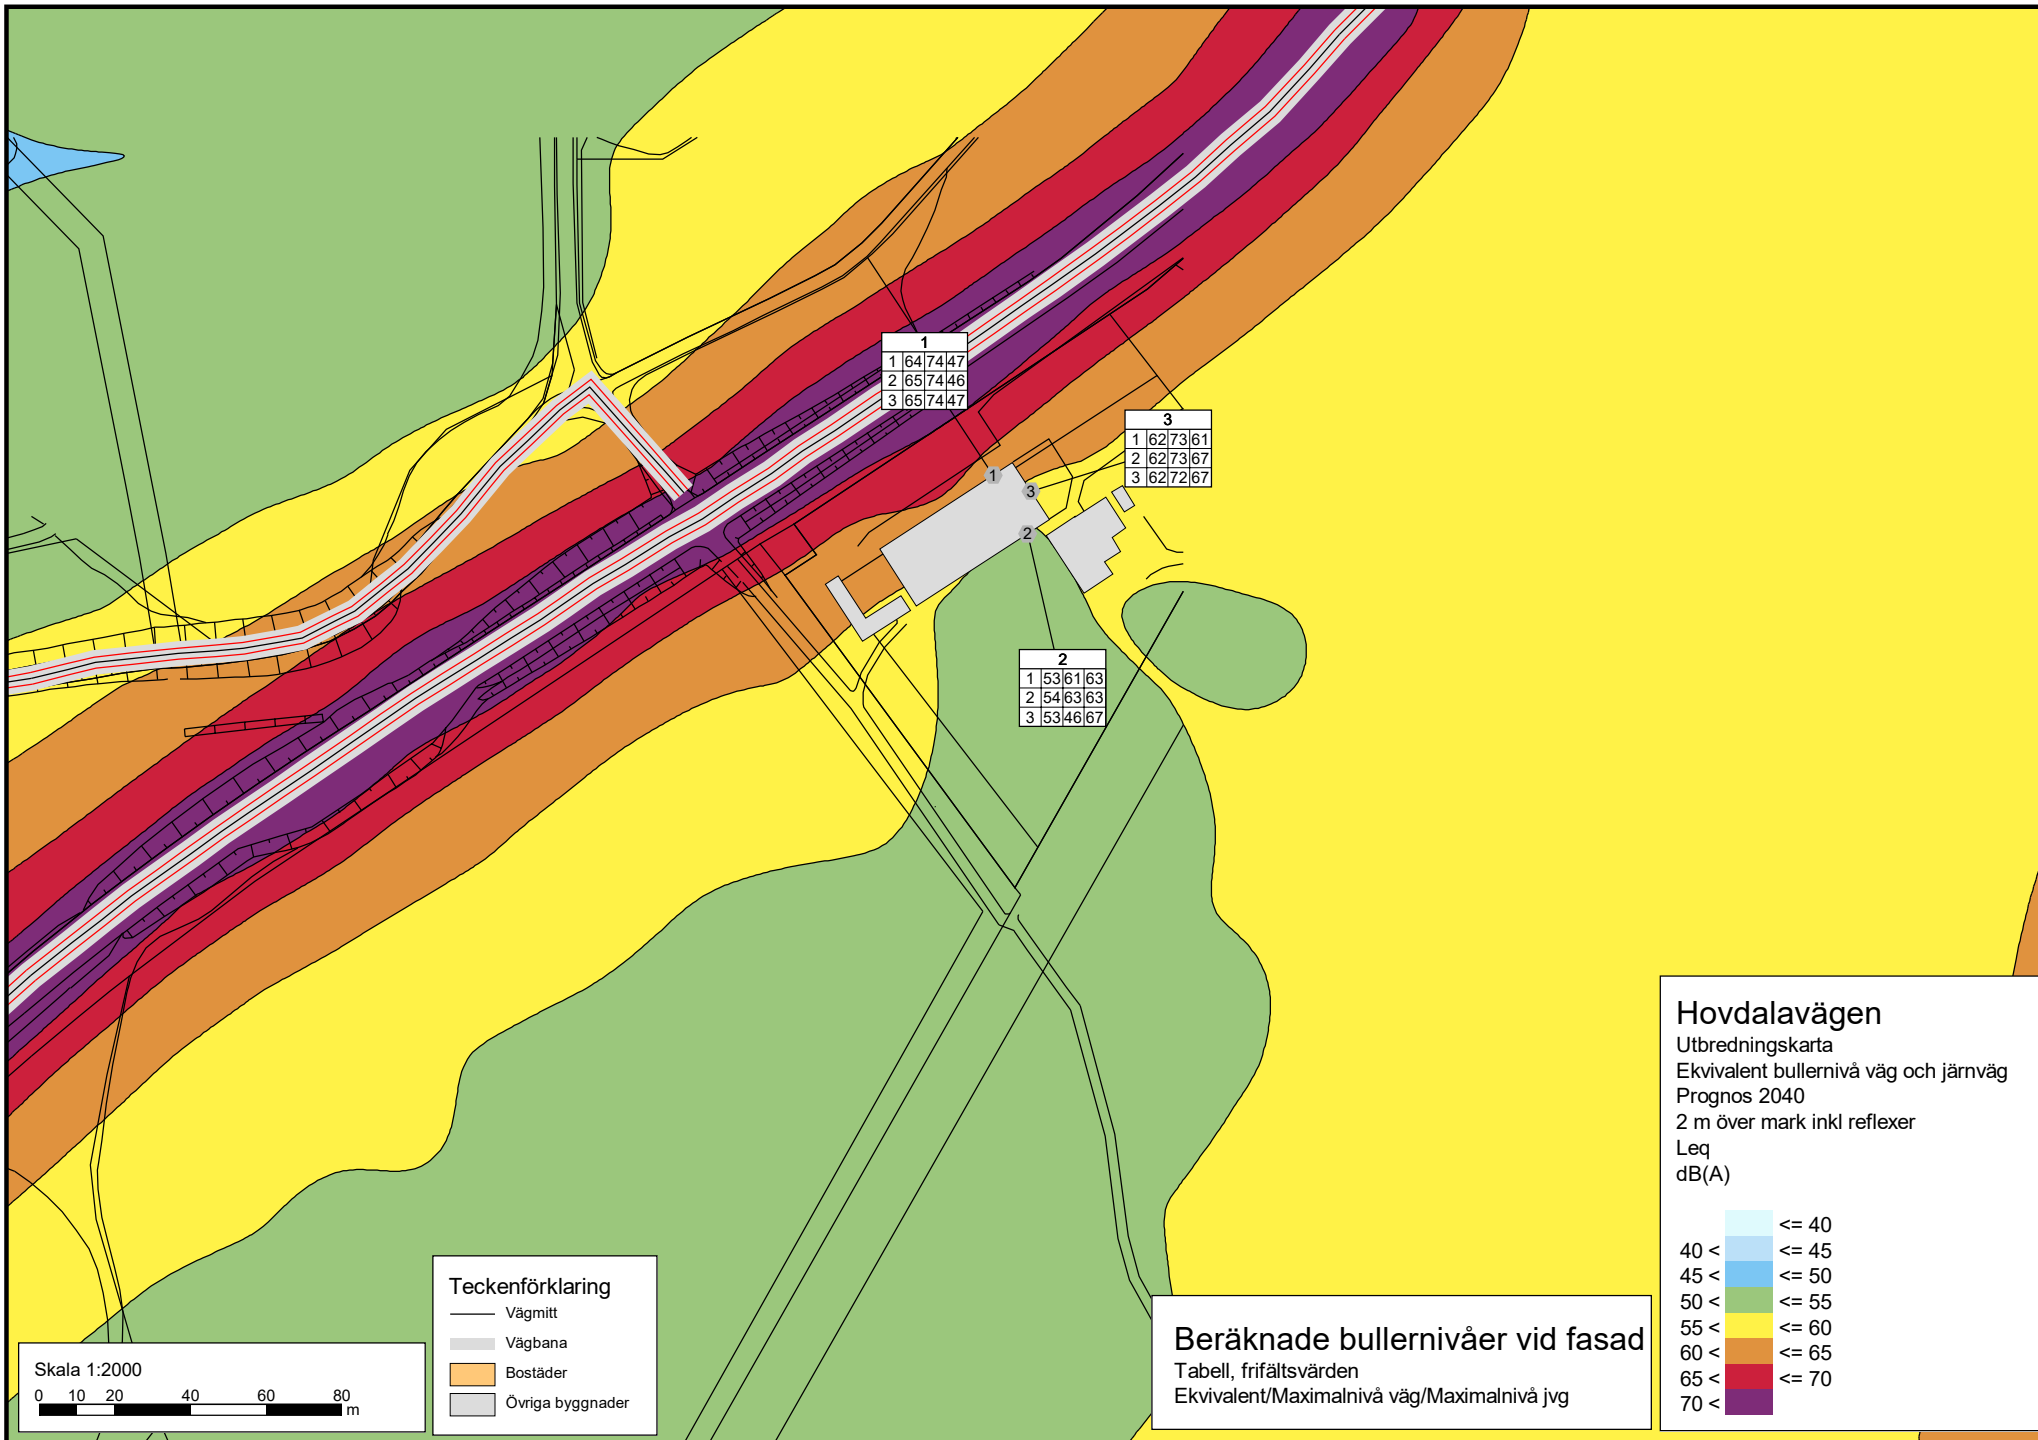 1
1 64 74 47
2 65 74 46
3 65 74 47
3
1 62 73 61
2 62 73 67
3 62 72 67
1
3
2
2
1 53 61 63
2 54 63 63
3 53 46 67
Hovdalavägen
Utbredningskarta
Ekvivalent bullernivå väg och järnväg
Prognos 2040
2 m över mark inkl reflexer
Leq
dB(A)
<= 40
40 < <= 45
45 < <= 50
50 < <= 55
55 < <= 60
60 < <= 65
65 < <= 70
70 <
Teckenförklaring
Vägmitt
Vägbana
Bostäder
Övriga byggnader
Beräknade bullernivåer vid fasad
Tabell, frifältsvärden
Ekvivalent/Maximalnivå väg/Maximalnivå jvg
Skala 1:2000
0 10 20 40 60 80
m